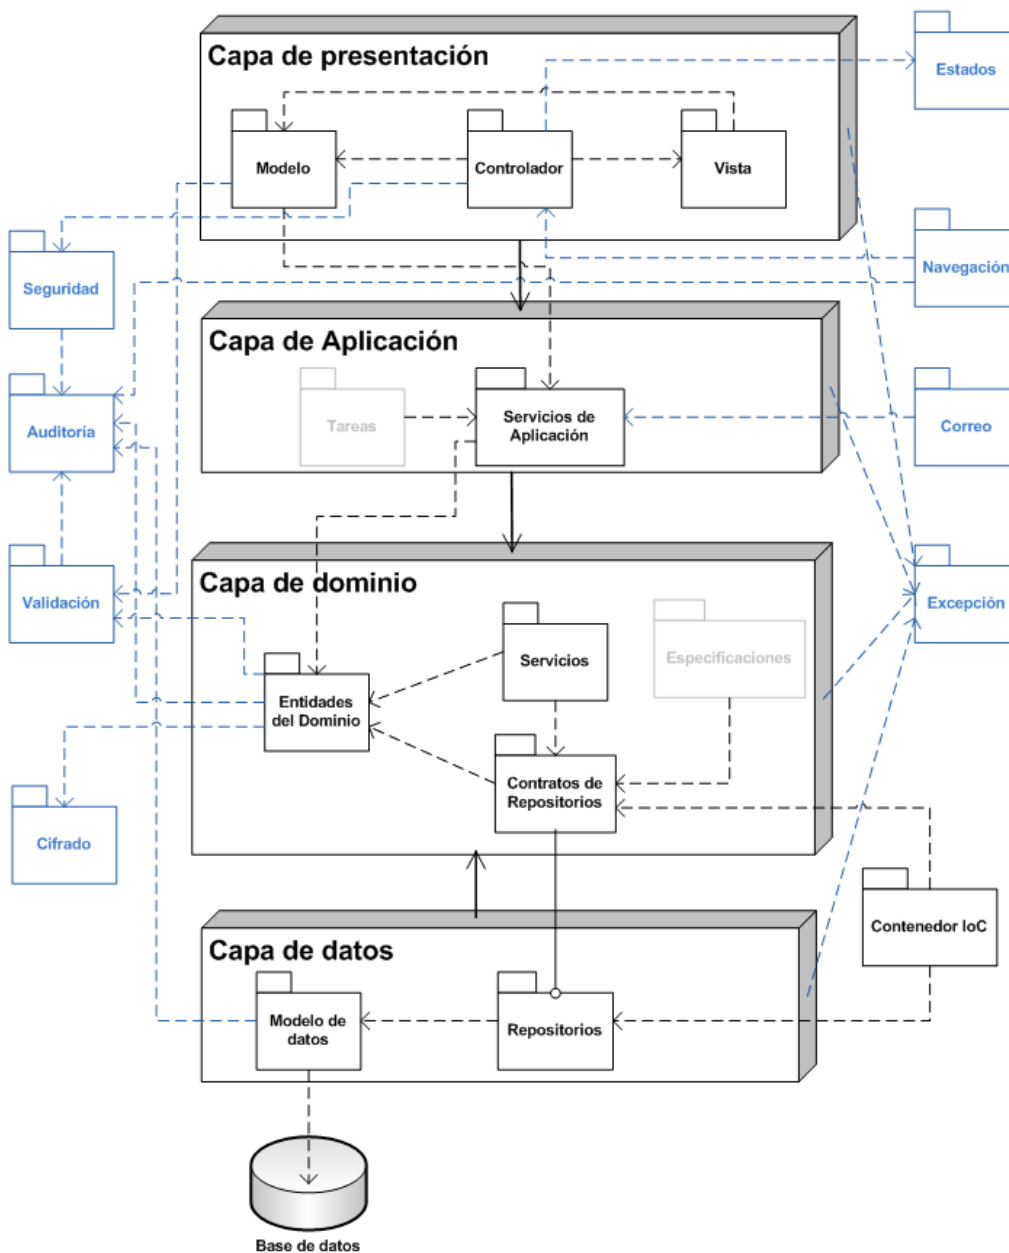 Capa de presentación
Estados
Modelo
Controlador
Vista
Seguridad
Navegación
Capa de Aplicación
Tareas
Servicios de
Aplicación
Auditoría
Correo
Capa de dominio
Validación
Excepción
Servicios
Especificaciones
Entidades
del Dominio
Contratos de
Repositorios
Cifrado
Contenedor IoC
Capa de datos
Modelo de
datos
Repositorios
Base de datos